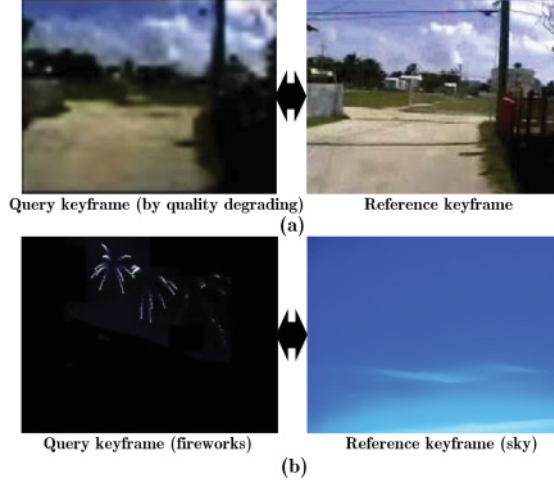 Query keyframe (by quality degrading) Reference keyframe
(a)
Query keyframe (fireworks) Reference keyframe (sky)
(b)